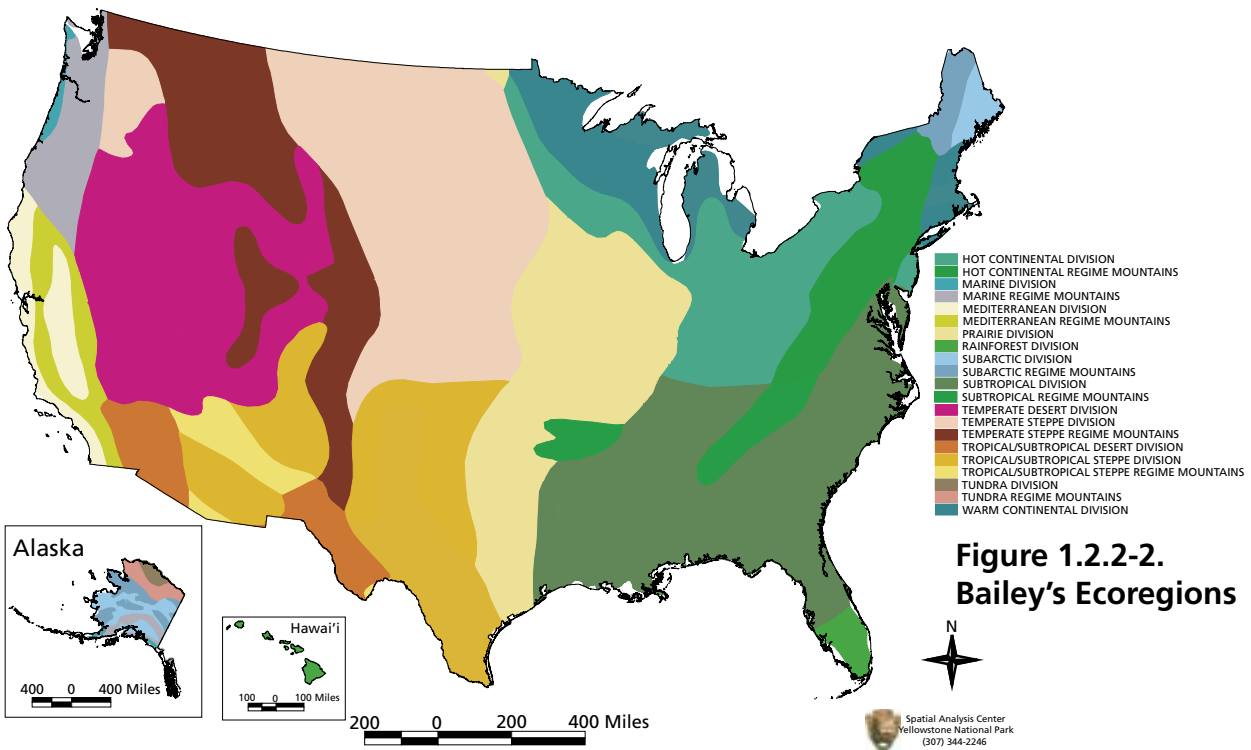 HOT CONTINENTAL DIVISION
HOT CONTINENTAL REGIME MOUNTAINS
MARINE DIVISION
MARINE REGIME MOUNTAINS
MEDITERRANEAN DIVISION
MEDITERRANEAN REGIME MOUNTAINS
PRAIRIE DIVISION
RAINFOREST DIVISION
SUBARCTIC DIVISION
SUBARCTIC REGIME MOUNTAINS
SUBTROPICAL DIVISION
SUBTROPICAL REGIME MOUNTAINS
TEMPERATE DESERT DIVISION
TEMPERATE STEPPE DIVISION
TEMPERATE STEPPE REGIME MOUNTAINS
TROPICAL/SUBTROPICAL DESERT DIVISION
TROPICAL/SUBTROPICAL STEPPE DIVISION
TROPICAL/SUBTROPICAL STEPPE REGIME MOUNTAINS
TUNDRA DIVISION
TUNDRA REGIME MOUNTAINS
WARM CONTINENTAL DIVISION
Figure 1.2.2-2.
Bailey's Ecoregions
N
Alaska
400 0 400 Miles
Hawai'i
100 0 100 Miles
200 0 200 400 Miles
Spatial Analysis Center
Yellowstone National Park
(307) 344-2246